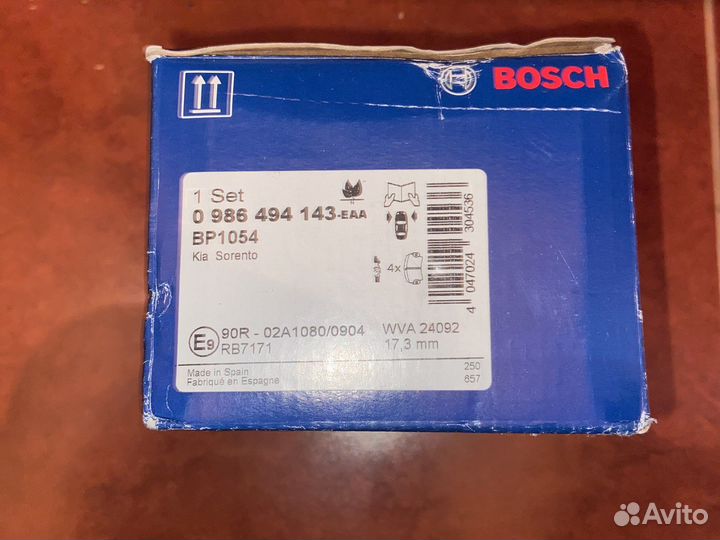 BOSCH
1 Set
0 986 494 143-EAA
BP1054
Kia Sorento
4x
4 047024 304536
E9
90R - 02A1080/0904 WVA 24092
RB7171 17,3 mm
Made in Spain 250
Fabriqué en Espagne 657
Avito